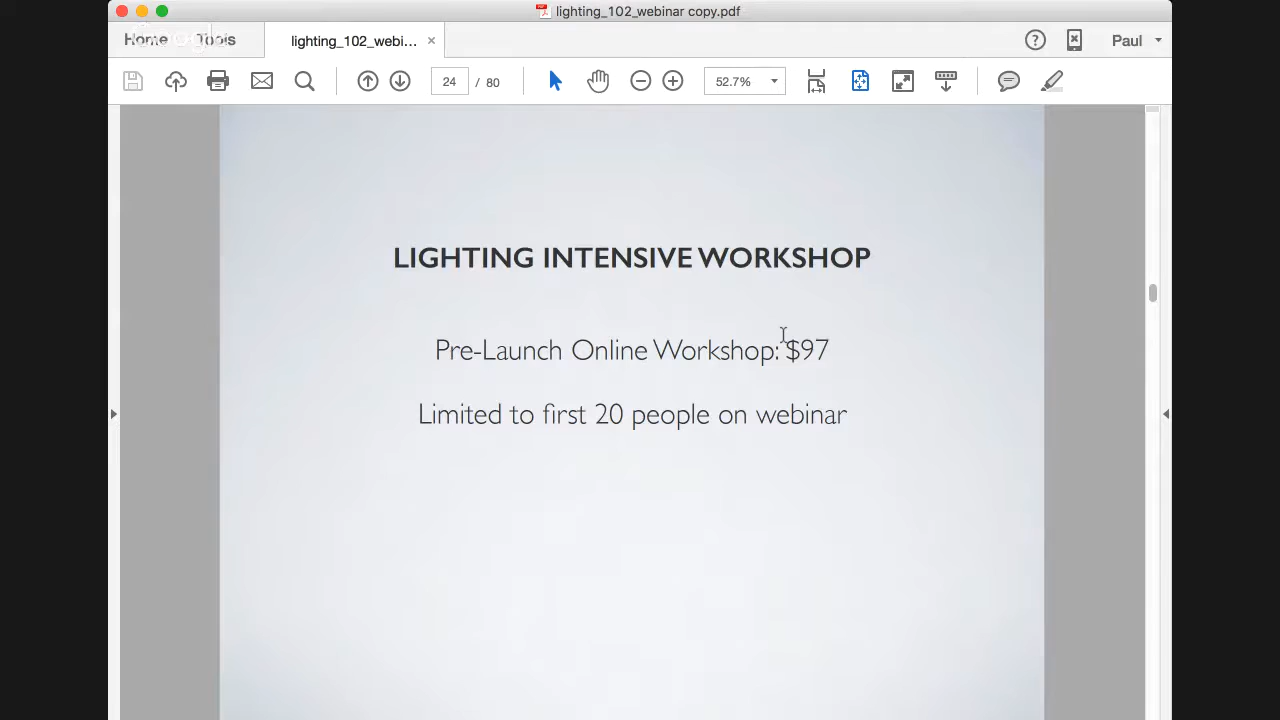 lighting_102_webinar copy.pdf
Home Tools lighting_102_webi... × ? Paul
24 / 80 52.7%
LIGHTING INTENSIVE WORKSHOP
Pre-Launch Online Workshop: $97
Limited to first 20 people on webinar